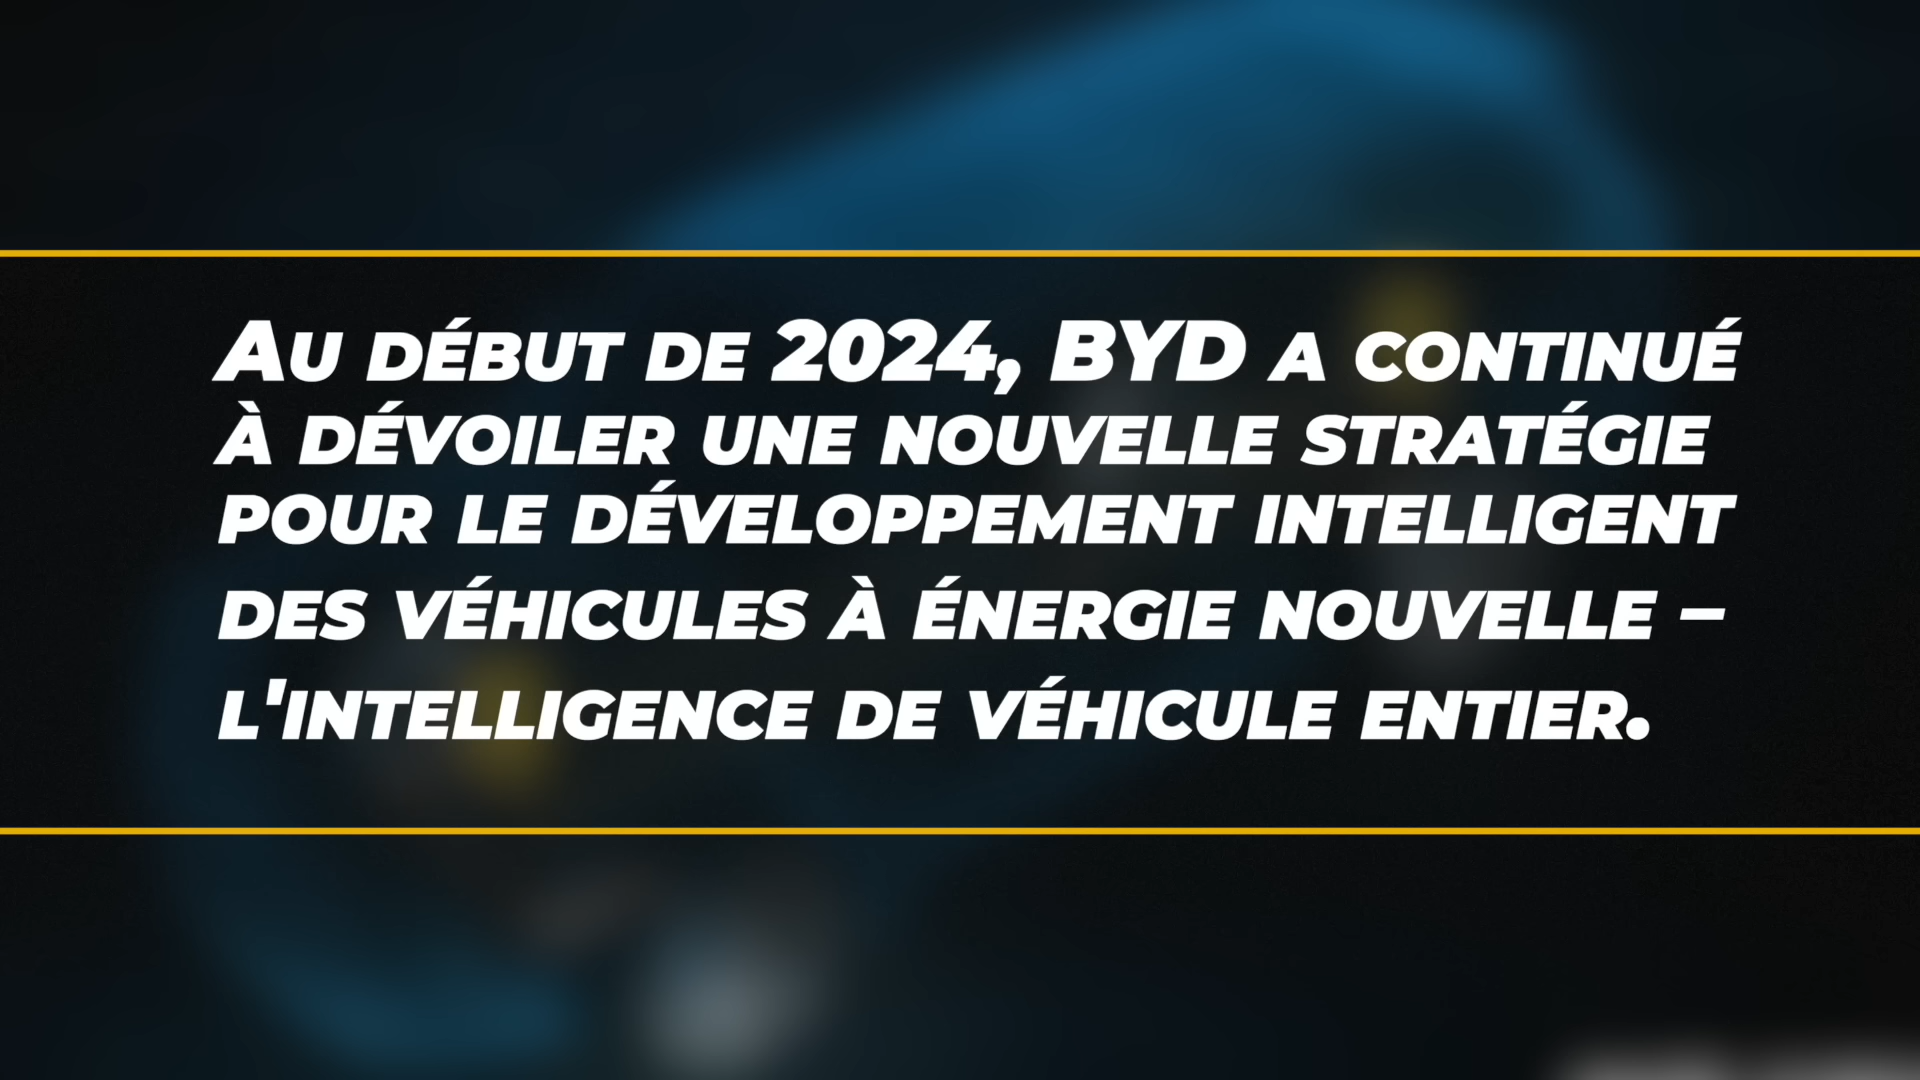 Au début de 2024, BYD a continué
à dévoiler une nouvelle stratégie
pour le développement intelligent
des véhicules à énergie nouvelle –
l'intelligence de véhicule entier.